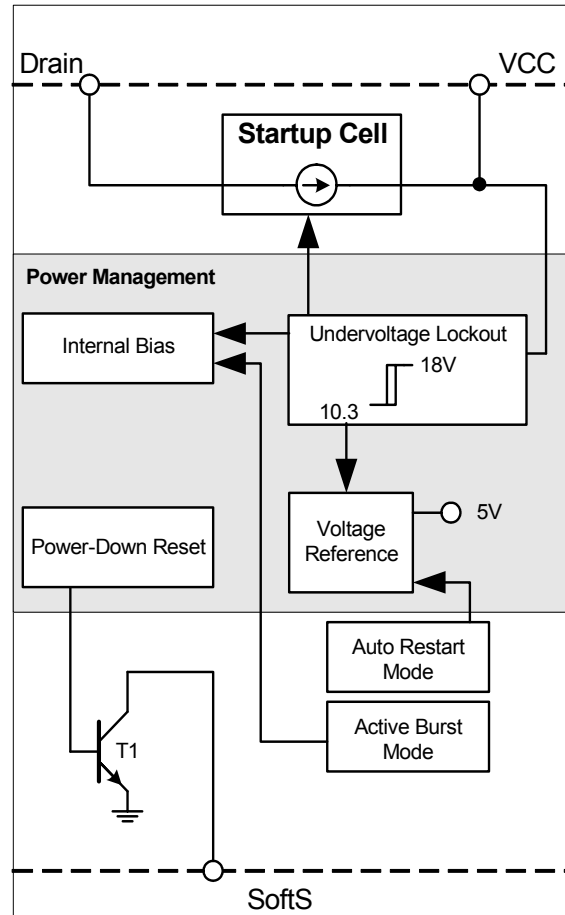 Drain
VCC
Startup Cell
Power Management
Internal Bias
Undervoltage Lockout
18V
10.3
Power-Down Reset
Voltage
Reference
5V
Auto Restart
Mode
Active Burst
Mode
T1
SoftS